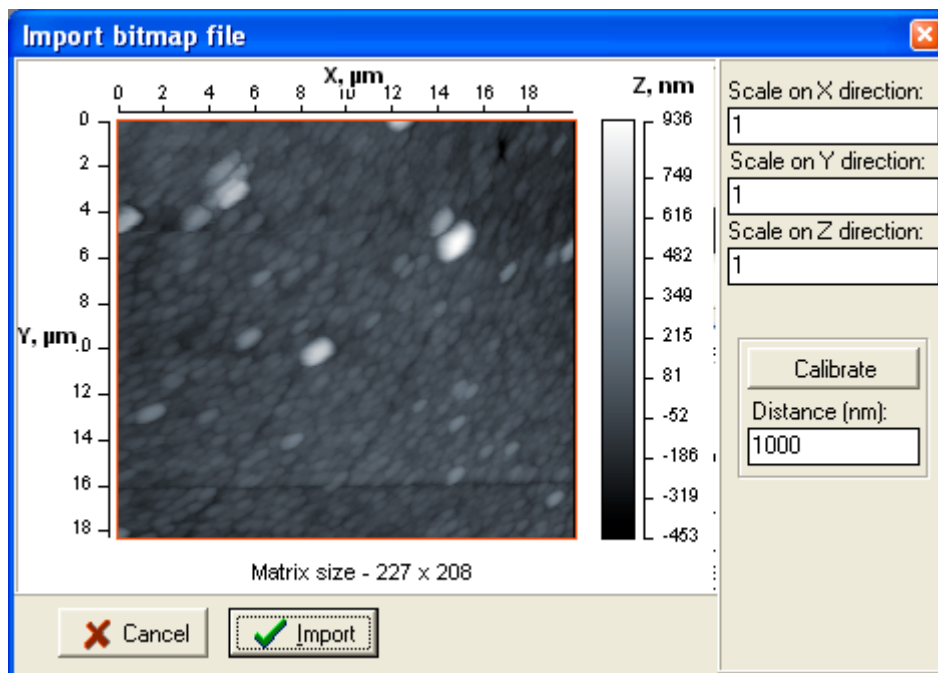 Import bitmap file
X, µm
0 2 4 6 8 10 12 14 16 18
Z, nm
0
2
4
6
8
Y, µm
.0
12
14
16
18
936
749
616
482
349
215
81
-52
-186
-319
-453
Matrix size - 227 x 208
Scale on X direction:
1
Scale on Y direction:
1
Scale on Z direction:
1
Calibrate
Distance (nm):
1000
Cancel
Import